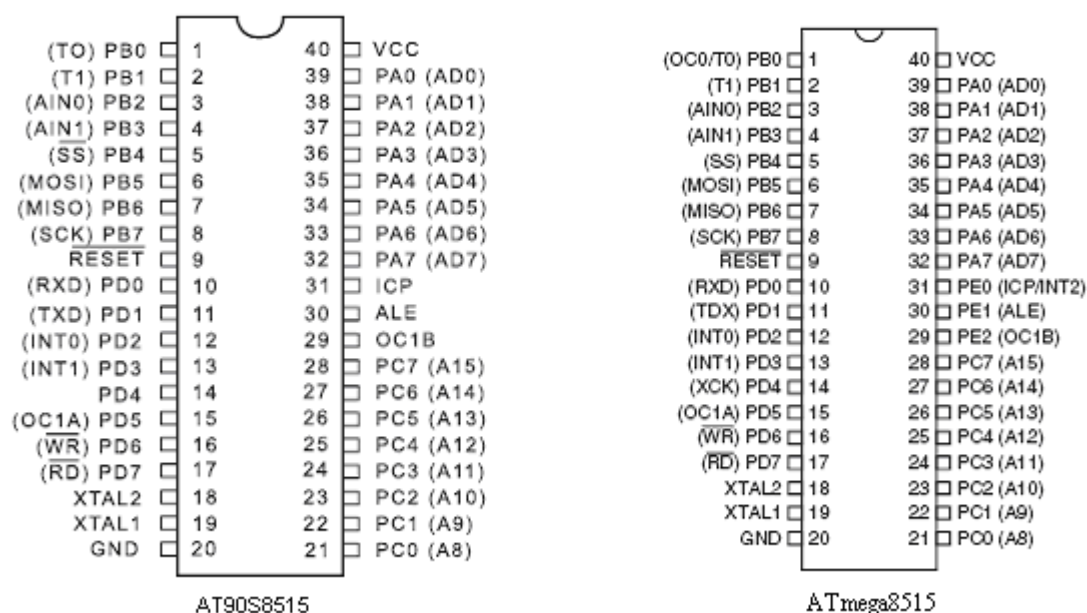 (TO) PB0 1 40 VCC
(T1) PB1 2 39 PA0 (AD0)
(AIN0) PB2 3 38 PA1 (AD1)
(AIN1) PB3 4 37 PA2 (AD2)
(SS) PB4 5 36 PA3 (AD3)
(MOSI) PB5 6 35 PA4 (AD4)
(MISO) PB6 7 34 PA5 (AD5)
(SCK) PB7 8 33 PA6 (AD6)
RESET 9 32 PA7 (AD7)
(RXD) PD0 10 31 ICP
(TXD) PD1 11 30 ALE
(INT0) PD2 12 29 OC1B
(INT1) PD3 13 28 PC7 (A15)
PD4 14 27 PC6 (A14)
(OC1A) PD5 15 26 PC5 (A13)
(WR) PD6 16 25 PC4 (A12)
(RD) PD7 17 24 PC3 (A11)
XTAL2 18 23 PC2 (A10)
XTAL1 19 22 PC1 (A9)
GND 20 21 PC0 (A8)
AT90S8515
(OC0/T0) PB0 1 40 VCC
(T1) PB1 2 39 PA0 (AD0)
(AIN0) PB2 3 38 PA1 (AD1)
(AIN1) PB3 4 37 PA2 (AD2)
(SS) PB4 5 36 PA3 (AD3)
(MOSI) PB5 6 35 PA4 (AD4)
(MISO) PB6 7 34 PA5 (AD5)
(SCK) PB7 8 33 PA6 (AD6)
RESET 9 32 PA7 (AD7)
(RXD) PD0 10 31 PE0 (ICP/INT2)
(TDX) PD1 11 30 PE1 (ALE)
(INT0) PD2 12 29 PE2 (OC1B)
(INT1) PD3 13 28 PC7 (A15)
(XCK) PD4 14 27 PC6 (A14)
(OC1A) PD5 15 26 PC5 (A13)
(WR) PD6 16 25 PC4 (A12)
(RD) PD7 17 24 PC3 (A11)
XTAL2 18 23 PC2 (A10)
XTAL1 19 22 PC1 (A9)
GND 20 21 PC0 (A8)
ATmega8515